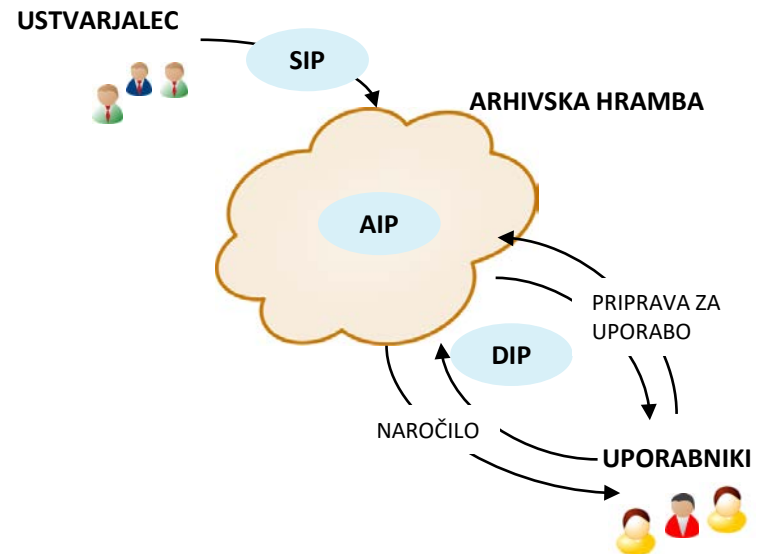 USTVARJALEC
SIP
ARHIVSKA HRAMBA
AIP
PRIPRAVA ZA
UPORABO
DIP
NAROČILO
UPORABNIKI